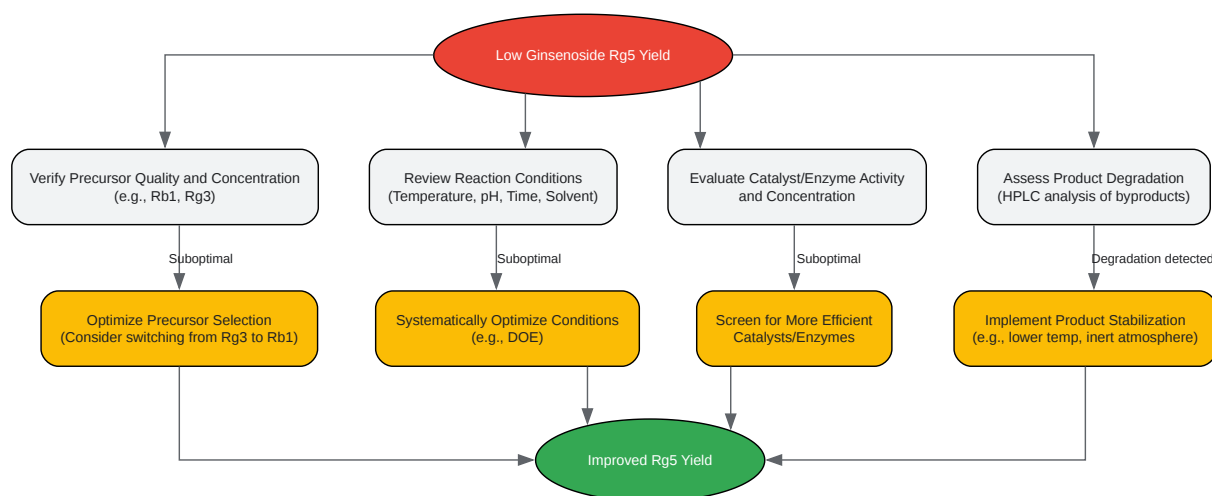 Low Ginsenoside Rg5 Yield
Verify Precursor Quality and Concentration
(e.g., Rb1, Rg3)
Review Reaction Conditions
(Temperature, pH, Time, Solvent)
Evaluate Catalyst/Enzyme Activity
and Concentration
Assess Product Degradation
(HPLC analysis of byproducts)
Suboptimal
Suboptimal
Suboptimal
Degradation detected
Optimize Precursor Selection
(Consider switching from Rg3 to Rb1)
Systematically Optimize Conditions
(e.g., DOE)
Screen for More Efficient
Catalysts/Enzymes
Implement Product Stabilization
(e.g., lower temp, inert atmosphere)
Improved Rg5 Yield